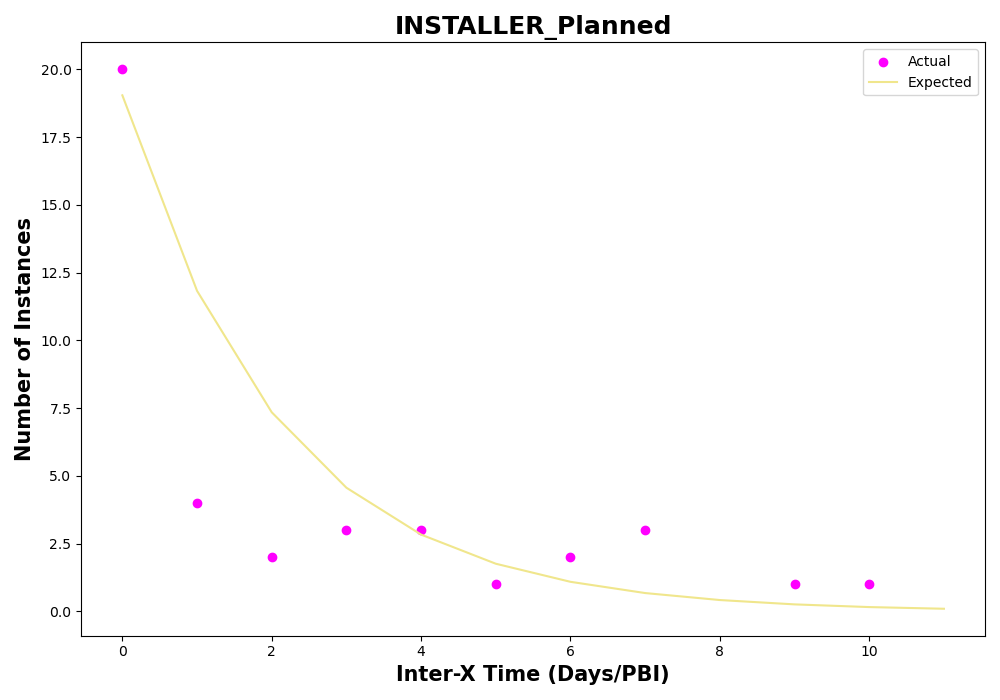 INSTALLER_Planned
Actual
Expected
20.0
17.5
15.0
12.5
10.0
7.5
5.0
2.5
0.0
Number of Instances
0 2 4 6 8 10
Inter-X Time (Days/PBI)